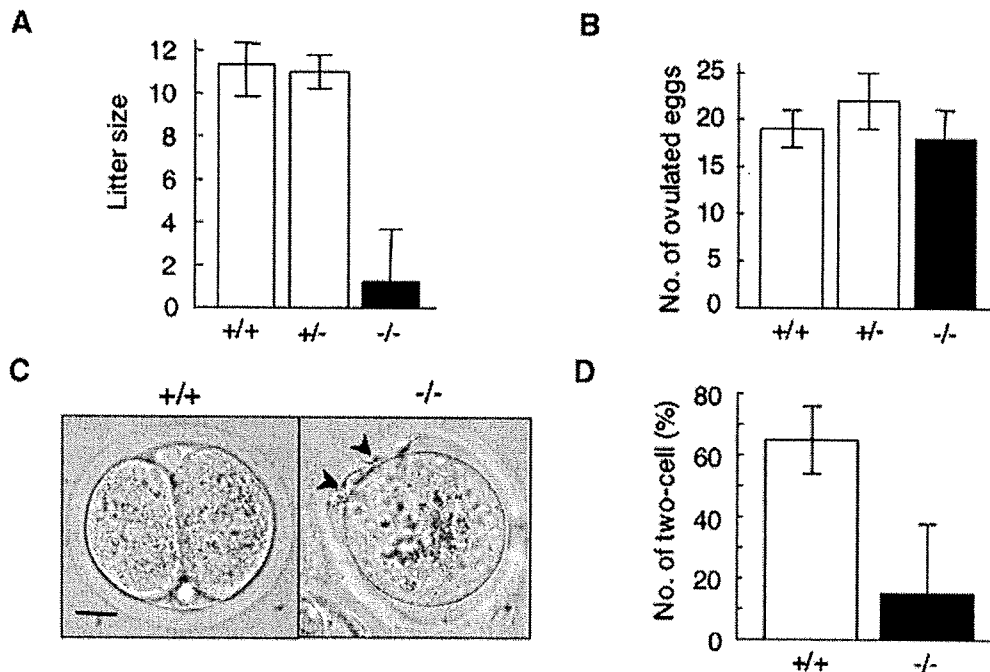 A
Litter size
12
10
8
6
4
2
0
+/+ +/- -/-
B
No. of ovulated eggs
25
20
15
10
5
0
+/+ +/- -/-
C
+/+ -/-
D
No. of two-cell (%)
80
60
40
20
0
+/+ -/-